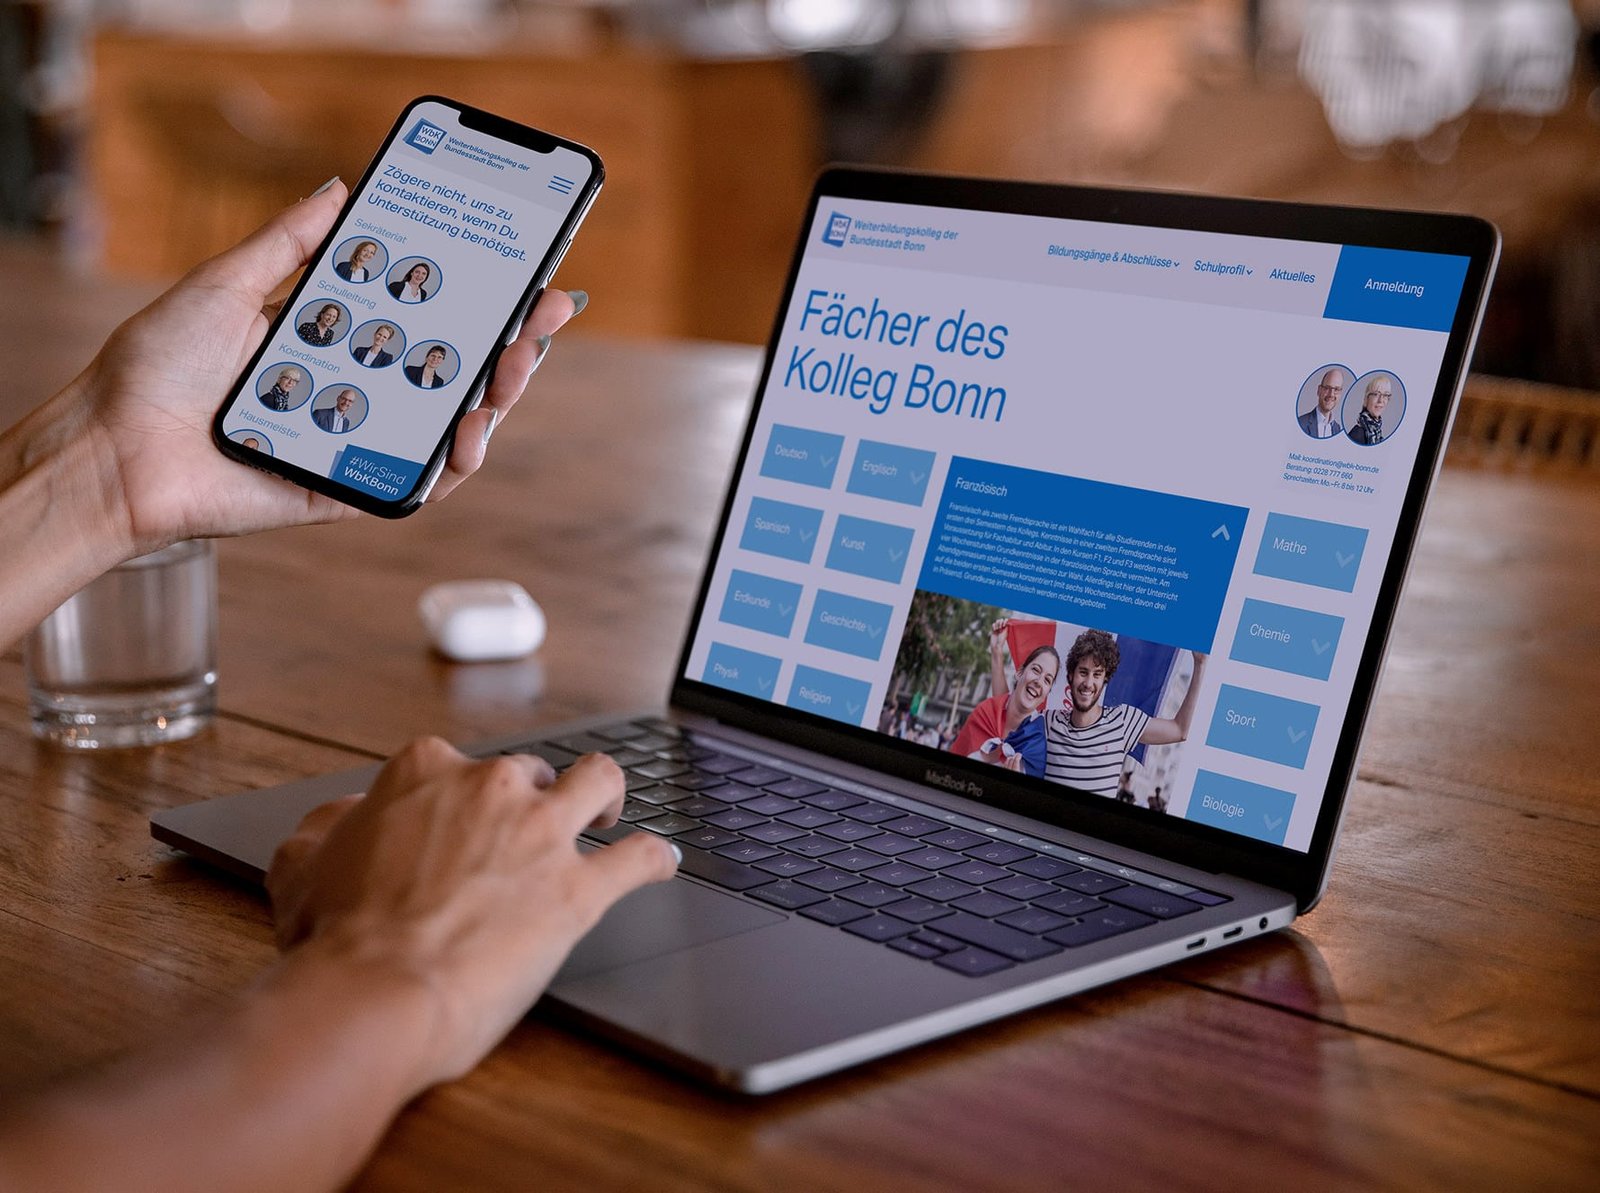 WbK
BONN
Weiterbildungskolleg der
Bundesstadt Bonn
Zögere nicht, uns zu
kontaktieren, wenn Du
Unterstützung benötigst.
Sekräteriat
Schulleitung
Koordination
Hausmeister
#WirSind
WbKBonn
WbK
BONN
Weiterbildungskolleg der
Bundesstadt Bonn
Bildungsgänge & Abschlüsse
Schulprofil
Aktuelles
Anmeldung
Fächer des
Kolleg Bonn
Mail: koordination@wbk-bonn.de
Beratung: 0228 777 660
Sprechzeiten: Mo.–Fr. 8 bis 12 Uhr
Deutsch
Englisch
Spanisch
Kunst
Erdkunde
Geschichte
Physik
Religion
Französisch
Französisch als zweite Fremdsprache ist ein Wahlfach für alle Studierenden in den
ersten drei Semestern des Kollegs. Kenntnisse in einer zweiten Fremdsprache sind
Voraussetzung für Fachabitur und Abitur. In den Kursen F1, F2 und F3 werden mit jeweils
vier Wochenstunden Grundkenntnisse in der französischen Sprache vermittelt. Am
Abendgymnasium steht Französisch ebenso zur Wahl. Allerdings ist hier der Unterricht
auf die beiden ersten Semester konzentriert (mit sechs Wochenstunden, davon drei
in Präsenz). Grundkurse in Französisch werden nicht angeboten.
Mathe
Chemie
Sport
Biologie
MacBook Pro